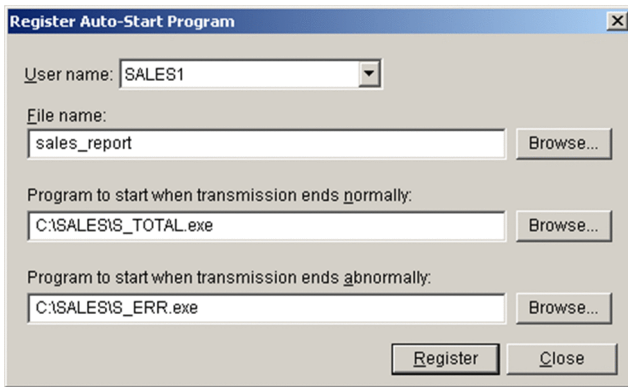 Register Auto-Start Program
User name: SALES1
File name:
sales_report Browse...
Program to start when transmission ends normally:
C:\SALES\S_TOTAL.exe Browse...
Program to start when transmission ends abnormally:
C:\SALES\S_ERR.exe Browse...
Register Close